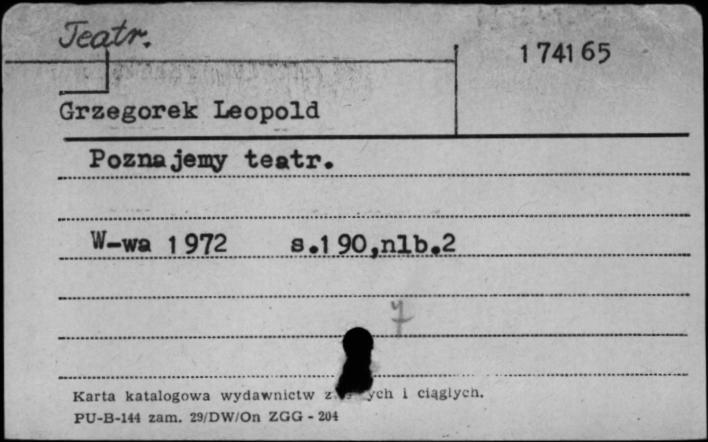 Teatr.
174165
Grzegorek Leopold
Poznajemy teatr.
W-wa 1972 s.190,nlb.2
7
Karta katalogowa wydawnictw i ciągłych.
PU-B-144 zam. 29/DW/On ZGG - 204